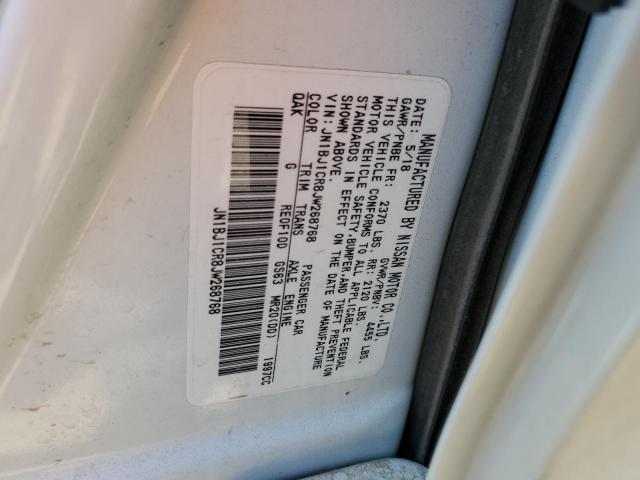 MANUFACTURED BY NISSAN MOTOR CO.,LTD.
DATE: 5/18 GVWR/PNBV: 4455 LBS.
GAWR/PNBE FR: 2370 LBS. RR: 2120 LBS.
THIS VEHICLE CONFORMS TO ALL APPLICABLE FEDERAL
MOTOR VEHICLE SAFETY,BUMPER,AND THEFT PREVENTION
STANDARDS IN EFFECT ON THE DATE OF MANUFACTURE
SHOWN ABOVE.
VIN: JN1BJ1CR8JW268768 PASSENGER CAR
COLOR TRIM TRANS AXLE ENGINE
QAK G RE0F10D GS63 MR20(DD) 1997CC
JN1BJ1CR8JW268768